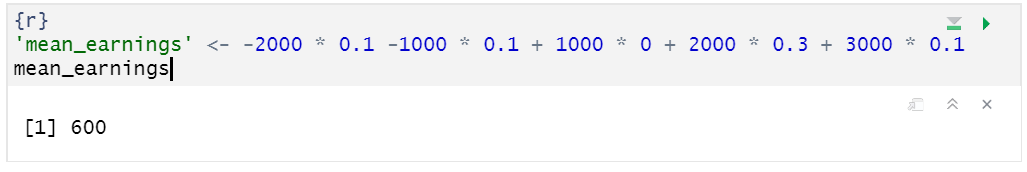 {r}
'mean_earnings' <- -2000 * 0.1 -1000 * 0.1 + 1000 * 0 + 2000 * 0.3 + 3000 * 0.1
mean_earnings
[1] 600